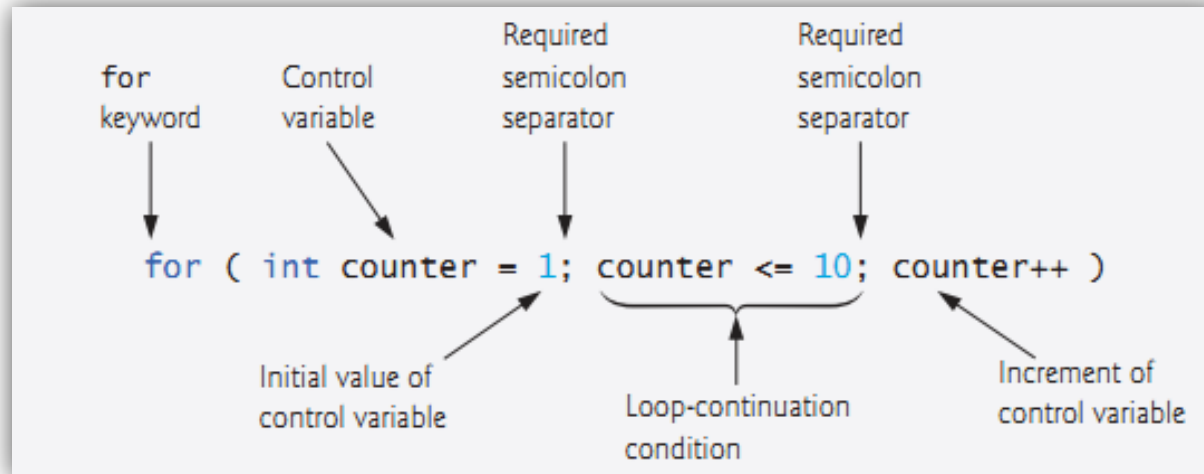 for
keyword
Control
variable
Required
semicolon
separator
Required
semicolon
separator
for ( int counter = 1; counter <= 10; counter++ )
Initial value of
control variable
Loop-continuation
condition
Increment of
control variable